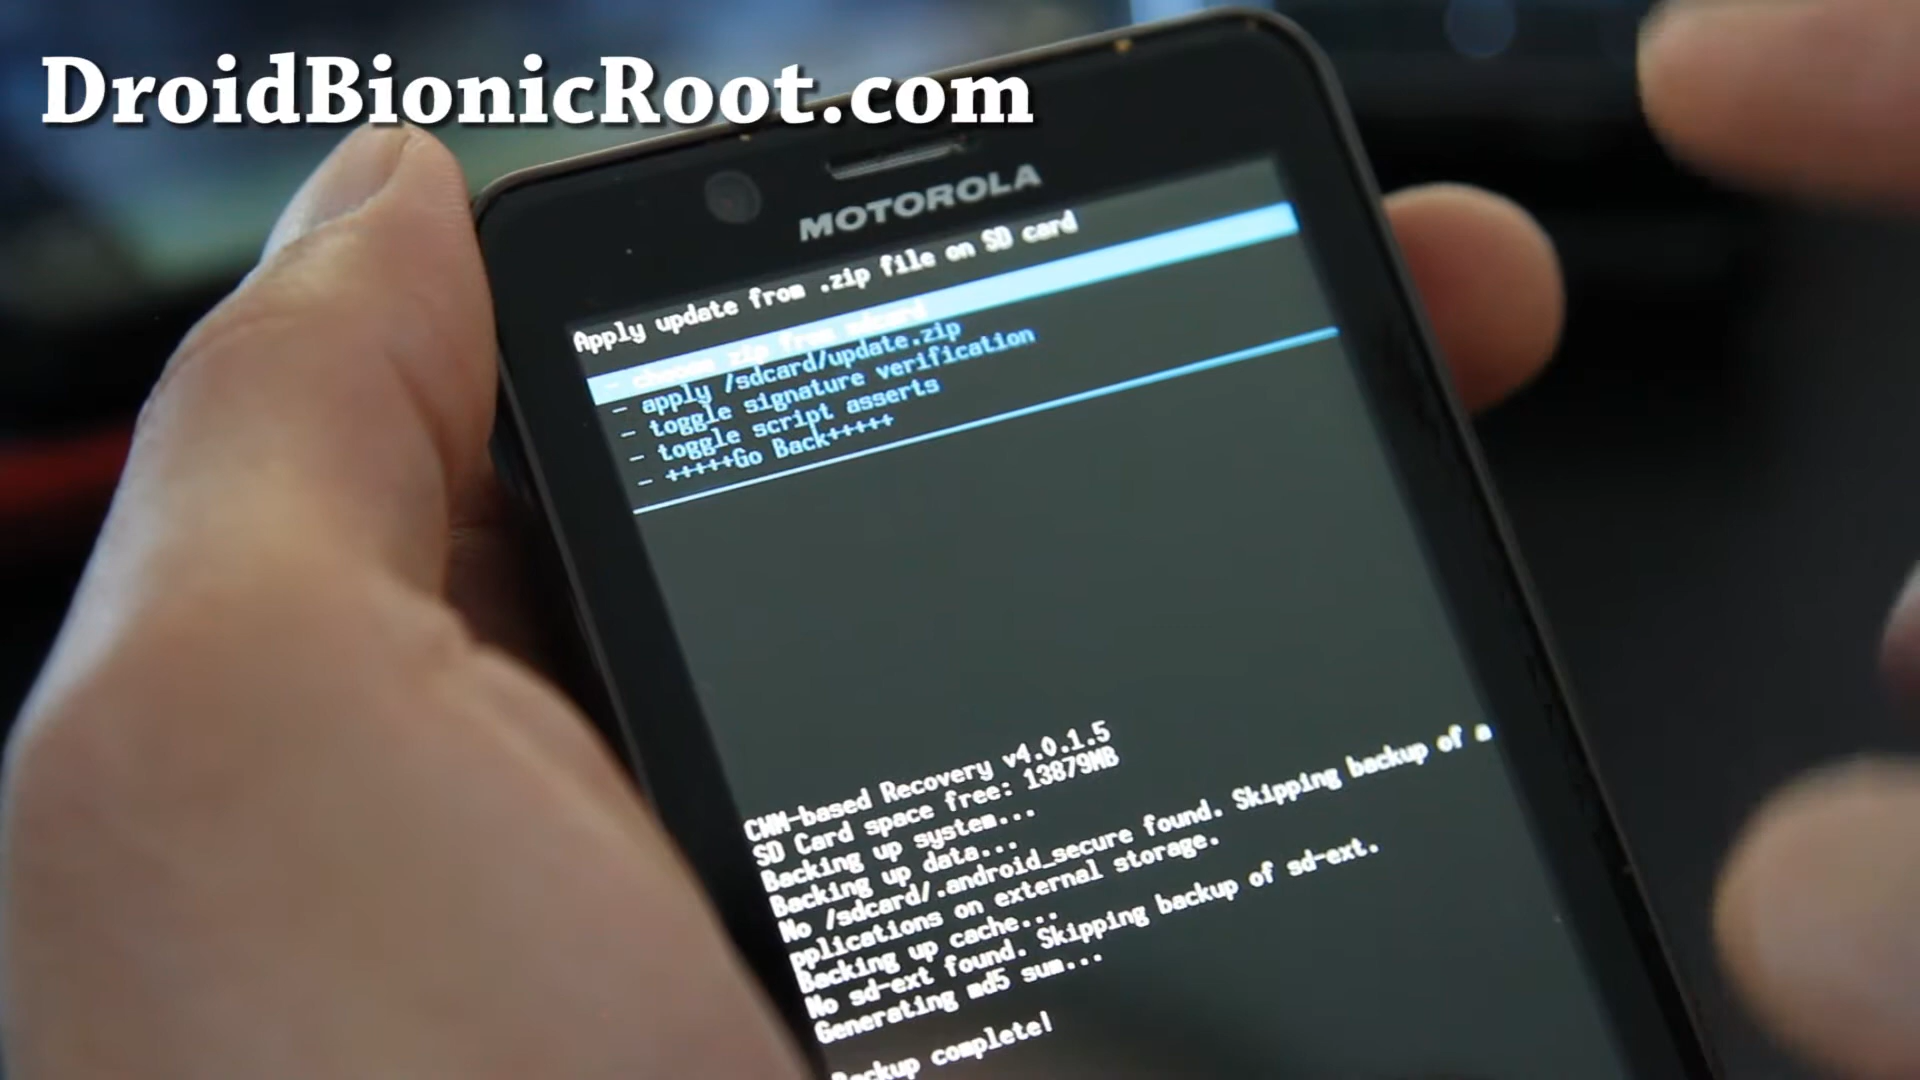 DroidBionicRoot.com
MOTOROLA
Apply update from .zip file on SD card
- choose zip from sdcard
- apply /sdcard/update.zip
- toggle signature verification
- toggle script asserts
- +++++Go Back+++++
CWM-based Recovery v4.0.1.5
SD Card space free: 13879MB
Backing up system...
Backing up data...
No /sdcard/.android_secure found. Skipping backup of a
pplications on external storage.
Backing up cache...
No sd-ext found. Skipping backup of sd-ext.
Generating md5 sum...
Backup complete!